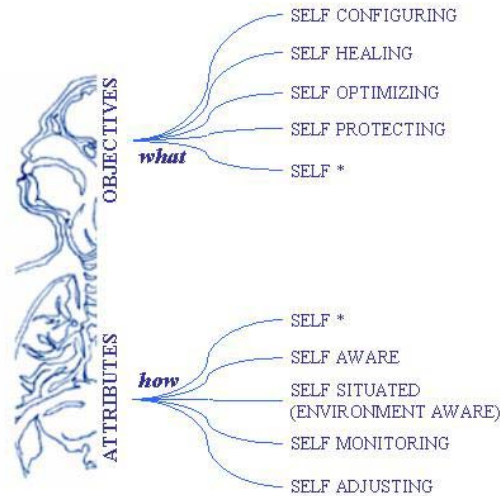 OBJECTIVES
what
SELF CONFIGURING
SELF HEALING
SELF OPTIMIZING
SELF PROTECTING
SELF *
ATTRIBUTES
how
SELF *
SELF AWARE
SELF SITUATED
(ENVIRONMENT AWARE)
SELF MONITORING
SELF ADJUSTING